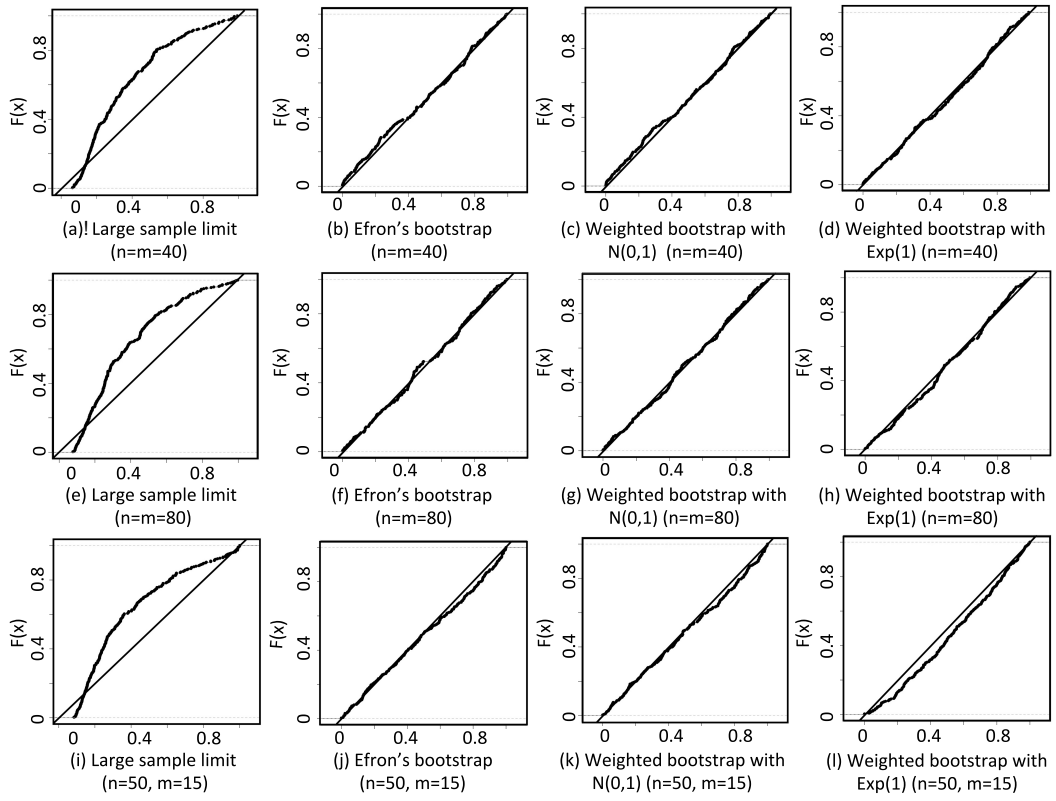 F(x)
0.8
0.4
0
0 0.4 0.8
(a)! Large sample limit
(n=m=40)
F(x)
0.8
0.4
0
0 0.4 0.8
(b) Efron's bootstrap
(n=m=40)
F(x)
0.8
0.4
0
0 0.4 0.8
(c) Weighted bootstrap with
N(0,1) (n=m=40)
F(x)
0.8
0.4
0
0 0.4 0.8
(d) Weighted bootstrap with
Exp(1) (n=m=40)
F(x)
0.8
0.4
0
0 0.4 0.8
(e) Large sample limit
(n=m=80)
F(x)
0.8
0.4
0
0 0.4 0.8
(f) Efron's bootstrap
(n=m=80)
F(x)
0.8
0.4
0
0 0.4 0.8
(g) Weighted bootstrap with
N(0,1) (n=m=80)
F(x)
0.8
0.4
0
0 0.4 0.8
(h) Weighted bootstrap with
Exp(1) (n=m=80)
F(x)
0.8
0.4
0
0 0.4 0.8
(i) Large sample limit
(n=50, m=15)
F(x)
0.8
0.4
0
0 0.4 0.8
(j) Efron's bootstrap
(n=50, m=15)
F(x)
0.8
0.4
0
0 0.4 0.8
(k) Weighted bootstrap with
N(0,1) (n=50, m=15)
F(x)
0.8
0.4
0
0 0.4 0.8
(l) Weighted bootstrap with
Exp(1) (n=50, m=15)